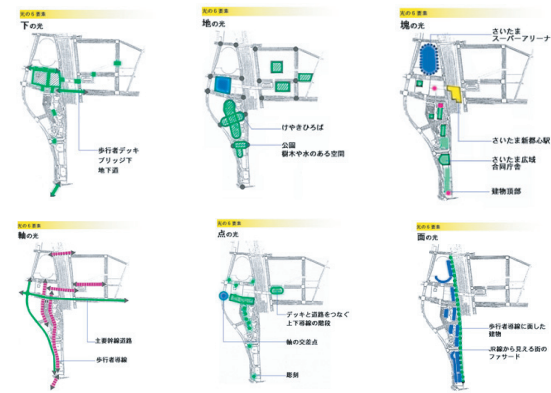 光の6要素
下の光
歩行者デッキ
ブリッジ下
地下道
光の6要素
地の光
けやきひろば
公園
樹木や水のある空間
光の6要素
塊の光
さいたま
スーパーアリーナ
さいたま新都心駅
さいたま広域
合同庁舎
建物頂部
光の6要素
軸の光
主要幹線道路
歩行者導線
光の6要素
点の光
デッキと道路をつなぐ
上下導線の階段
軸の交差点
彫刻
光の6要素
面の光
歩行者導線に面した
建物
JR線から見える街の
ファサード